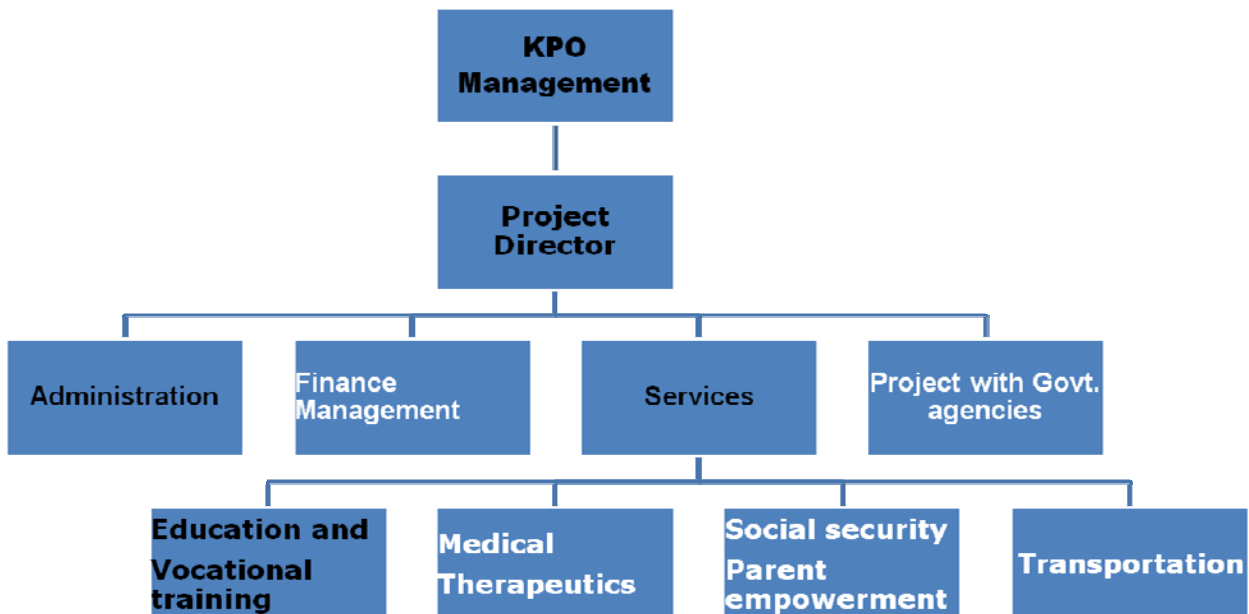 KPO
Management
Project
Director
Administration
Finance
Management
Services
Project with Govt.
agencies
Education and
Vocational
training
Medical
Therapeutics
Social security
Parent
empowerment
Transportation